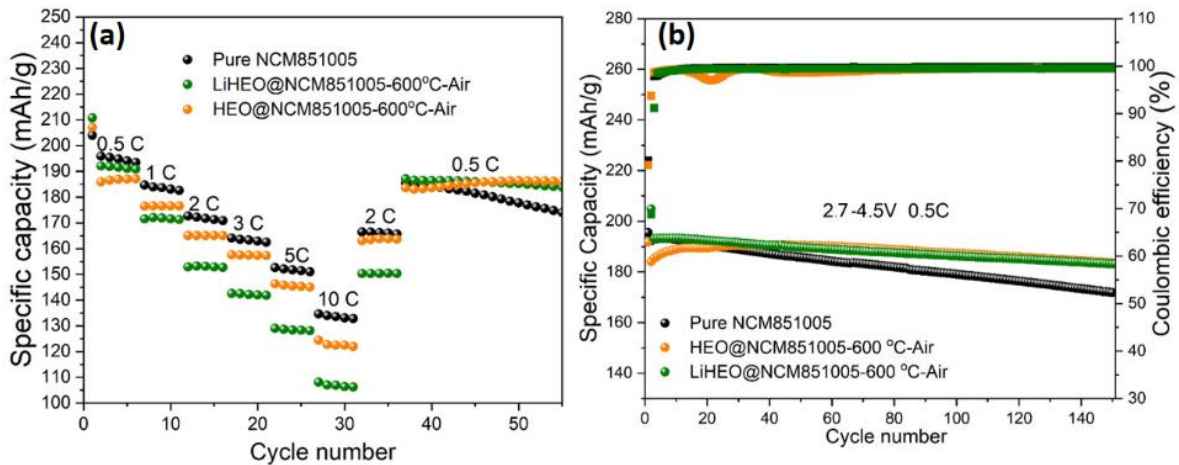 (a)
Pure NCM851005
LiHEO@NCM851005-600°C-Air
HEO@NCM851005-600°C-Air
0.5 C
1 C
2 C
3 C
5C
10 C
2 C
0.5 C
250
240
230
220
210
200
190
180
170
160
150
140
130
120
110
100
Specific capacity (mAh/g)
0 10 20 30 40 50
Cycle number
(b)
2.7-4.5V 0.5C
Pure NCM851005
HEO@NCM851005-600 °C-Air
LiHEO@NCM851005-600 °C-Air
280
260
240
220
200
180
160
140
Specific Capacity (mAh/g)
110
100
90
80
70
60
50
40
30
Coulombic efficiency (%)
0 20 40 60 80 100 120 140
Cycle number